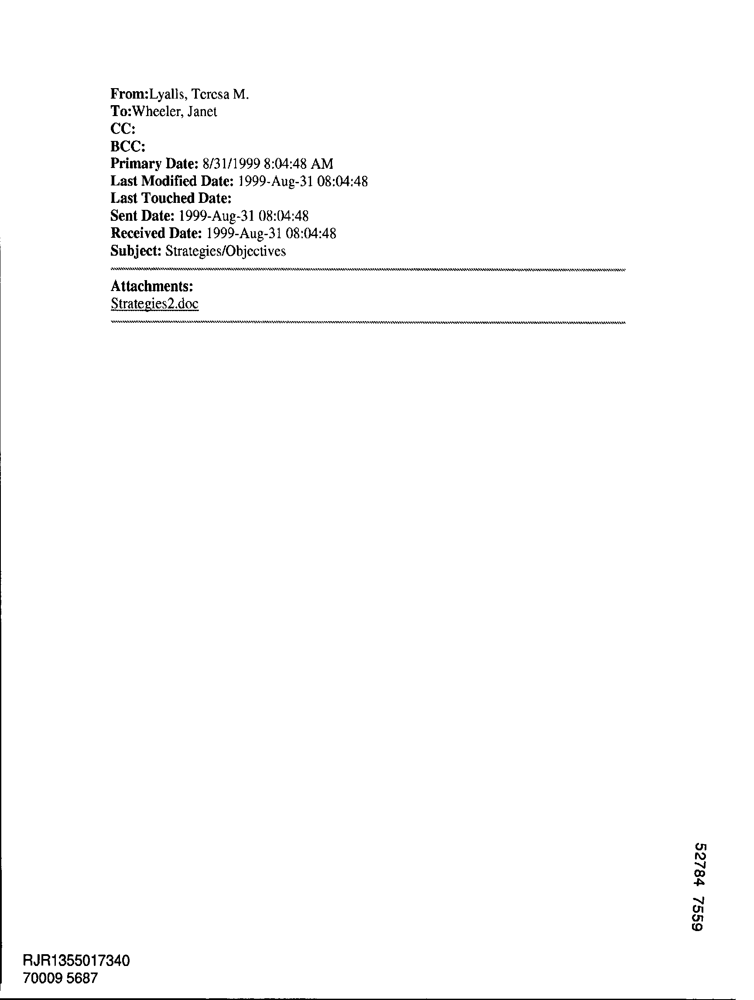 From:Lyalls, Teresa M.
To:Wheeler, Janet
CC:
BCC:
Primary Date: 8/31/1999 8:04:48 AM
Last Modified Date: 1999-Aug-31 08:04:48
Last Touched Date:
Sent Date: 1999-Aug-31 08:04:48
Received Date: 1999-Aug-31 08:04:48
Subject: Strategies/Objectives
Attachments:
Strategies2.doc
52784 7559
RJR1355017340
70009 5687